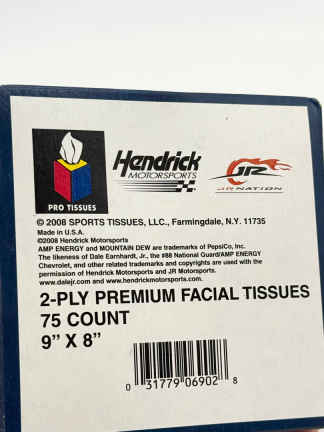 PRO TISSUES
Hendrick
MOTORSPORTS
JR
JR NATION
© 2008 SPORTS TISSUES, LLC., Farmingdale, N.Y. 11735
Made in U.S.A.
©2008 Hendrick Motorsports
AMP ENERGY and MOUNTAIN DEW are trademarks of PepsiCo, Inc.
The likeness of Dale Earnhardt, Jr., the #88 National Guard/AMP ENERGY
Chevrolet, and other related trademarks and copyrights are used with the
permission of Hendrick Motorsports and JR Motorsports.
www.dalejr.com and www.hendrickmotorsports.com
2-PLY PREMIUM FACIAL TISSUES
75 COUNT
9” X 8”
0 31779 06902 8